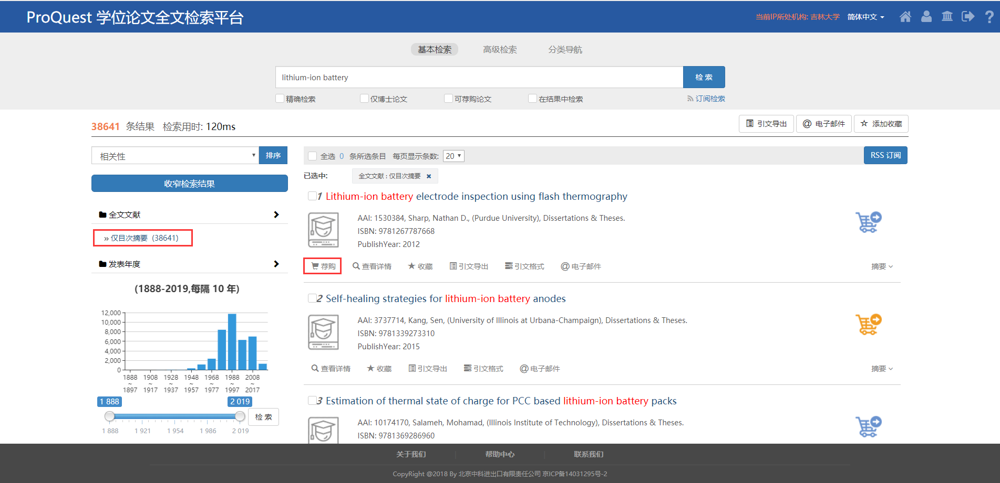 ProQuest 学位论文全文检索平台
当前IP所处机构: 吉林大学 简体中文
基本检索 高级检索 分类导航
lithium-ion battery 检 索
精确检索 仅博士论文 可荐购论文 在结果中检索 订阅检索
38641 条结果 检索用时: 120ms
引文导出 电子邮件 添加收藏
相关性 排序
全选 0 条所选条目 每页显示条数: 20 RSS 订阅
已选中: 全文文献 : 仅目次摘要
收窄检索结果
全文文献
» 仅目次摘要（38641）
发表年度
(1888-2019,每隔 10 年)
12,000
10,000
8,000
6,000
4,000
2,000
0
1888 1908 1928 1948 1968 1988 2008
~ ~ ~ ~ ~ ~ ~
1897 1917 1937 1957 1977 1997 2017
1 888 2 019
检 索
1 888 1 921 1 954 1 986 2 019
1 Lithium-ion battery electrode inspection using flash thermography
AAI: 1530384, Sharp, Nathan D., (Purdue University), Dissertations & Theses.
ISBN: 9781267787668
PublishYear: 2012
荐购 查看详情 收藏 引文导出 引文格式 @电子邮件 摘要
2 Self-healing strategies for lithium-ion battery anodes
AAI: 3737714, Kang, Sen, (University of Illinois at Urbana-Champaign), Dissertations & Theses.
ISBN: 9781339273310
PublishYear: 2015
查看详情 收藏 引文导出 引文格式 @电子邮件 摘要
3 Estimation of thermal state of charge for PCC based lithium-ion battery packs
AAI: 10174170, Salameh, Mohamad, (Illinois Institute of Technology), Dissertations & Theses.
ISBN: 9781369286960
关于我们 帮助中心 联系我们
CopyRight @2018 By 北京中科进出口有限责任公司 京ICP备14031295号-2